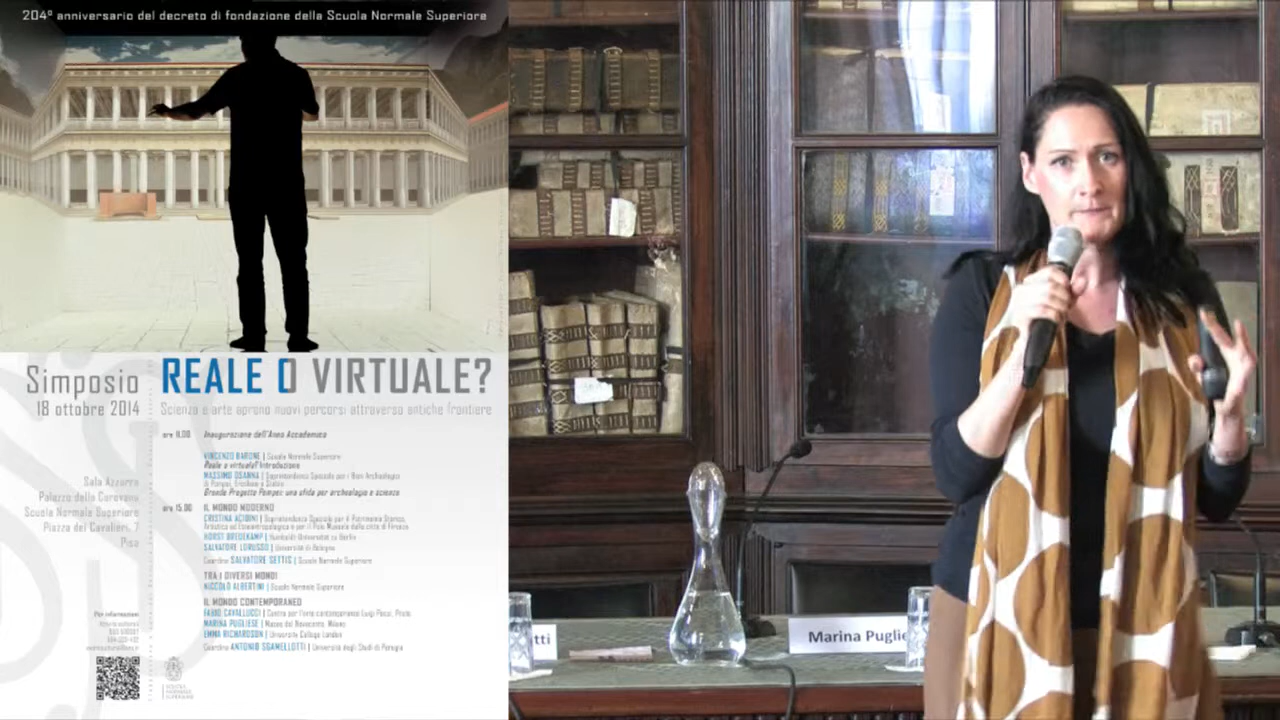 204° anniversario del decreto di fondazione della Scuola Normale Superiore
Simposio
18 ottobre 2014
REALE O VIRTUALE?
Scienza e arte aprono nuovi percorsi attraverso antiche frontiere
Sala Azzurra
Palazzo della Carovana
Scuola Normale Superiore
Piazza dei Cavalieri, 7
Pisa
Inaugurazione dell'Anno Accademico
VINCENZO BARONE | Scuola Normale Superiore
Reale o virtuale? Introduzione
MASSIMO OSANNA | Soprintendenza Speciale per i Beni Archeologici
di Pompei, Ercolano e Stabia
Grande Progetto Pompei: una sfida per archeologia e scienza
ore 15.00 IL MONDO MODERNO
CRISTINA ACIDINI | Soprintendenza Speciale per il Patrimonio Storico,
Artistico ed Etnoantropologico e per il Polo Museale della città di Firenze
HORST BREDEKAMP | Humboldt-Universität zu Berlin
SALVATORE LORUSSO | Università di Bologna
Coordina SALVATORE SETTIS | Scuola Normale Superiore
TRA I DIVERSI MONDI
NICCOLÒ ALBERTINI | Scuola Normale Superiore
IL MONDO CONTEMPORANEO
FABIO CAVALLUCCI | Centro per l'arte contemporanea Luigi Pecci, Prato
MARINA PUGLIESE | Museo del Novecento, Milano
EMMA RICHARDSON | University College London
Coordina ANTONIO SGAMELLOTTI | Università degli Studi di Perugia
Per informazioni
SCUOLA
NORMALE
SUPERIORE
tti
Marina Puglie